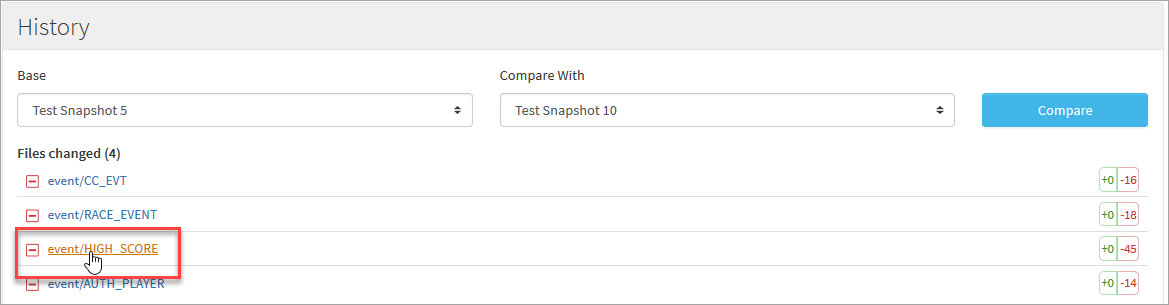 History
Base Compare With
Test Snapshot 5 Test Snapshot 10 Compare
Files changed (4)
event/CC_EVT +0 -16
event/RACE_EVENT +0 -18
event/HIGH_SCORE +0 -45
event/AUTH_PLAYER +0 -14